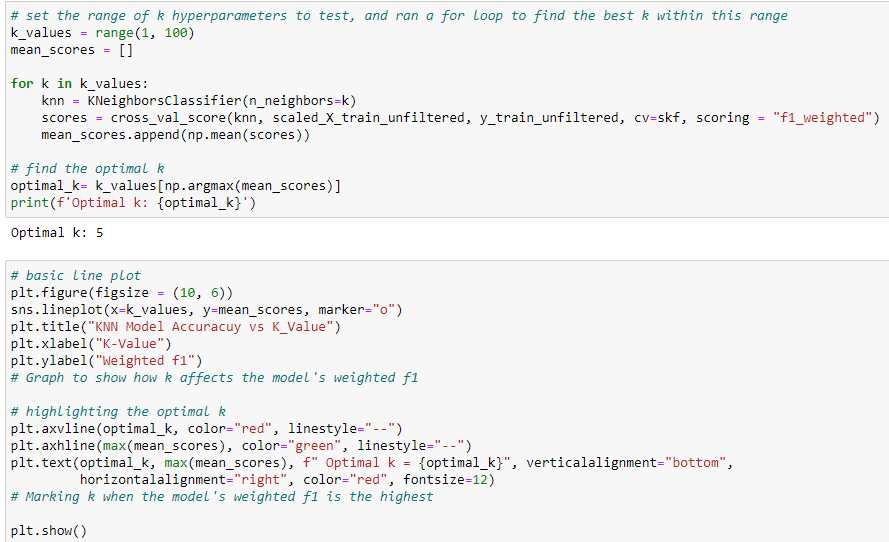 # set the range of k hyperparameters to test, and ran a for loop to find the best k within this range
k_values = range(1, 100)
mean_scores = []

for k in k_values:
    knn = KNeighborsClassifier(n_neighbors=k)
    scores = cross_val_score(knn, scaled_X_train_unfiltered, y_train_unfiltered, cv=skf, scoring = "f1_weighted")
    mean_scores.append(np.mean(scores))

# find the optimal k
optimal_k= k_values[np.argmax(mean_scores)]
print(f'Optimal k: {optimal_k}')

Optimal k: 5

# basic line plot
plt.figure(figsize = (10, 6))
sns.lineplot(x=k_values, y=mean_scores, marker="o")
plt.title("KNN Model Accuracuy vs K_Value")
plt.xlabel("K-Value")
plt.ylabel("Weighted f1")
# Graph to show how k affects the model's weighted f1

# highlighting the optimal k
plt.axvline(optimal_k, color="red", linestyle="--")
plt.axhline(max(mean_scores), color="green", linestyle="--")
plt.text(optimal_k, max(mean_scores), f" Optimal k = {optimal_k}", verticalalignment="bottom",
         horizontalalignment="right", color="red", fontsize=12)
# Marking k when the model's weighted f1 is the highest

plt.show()